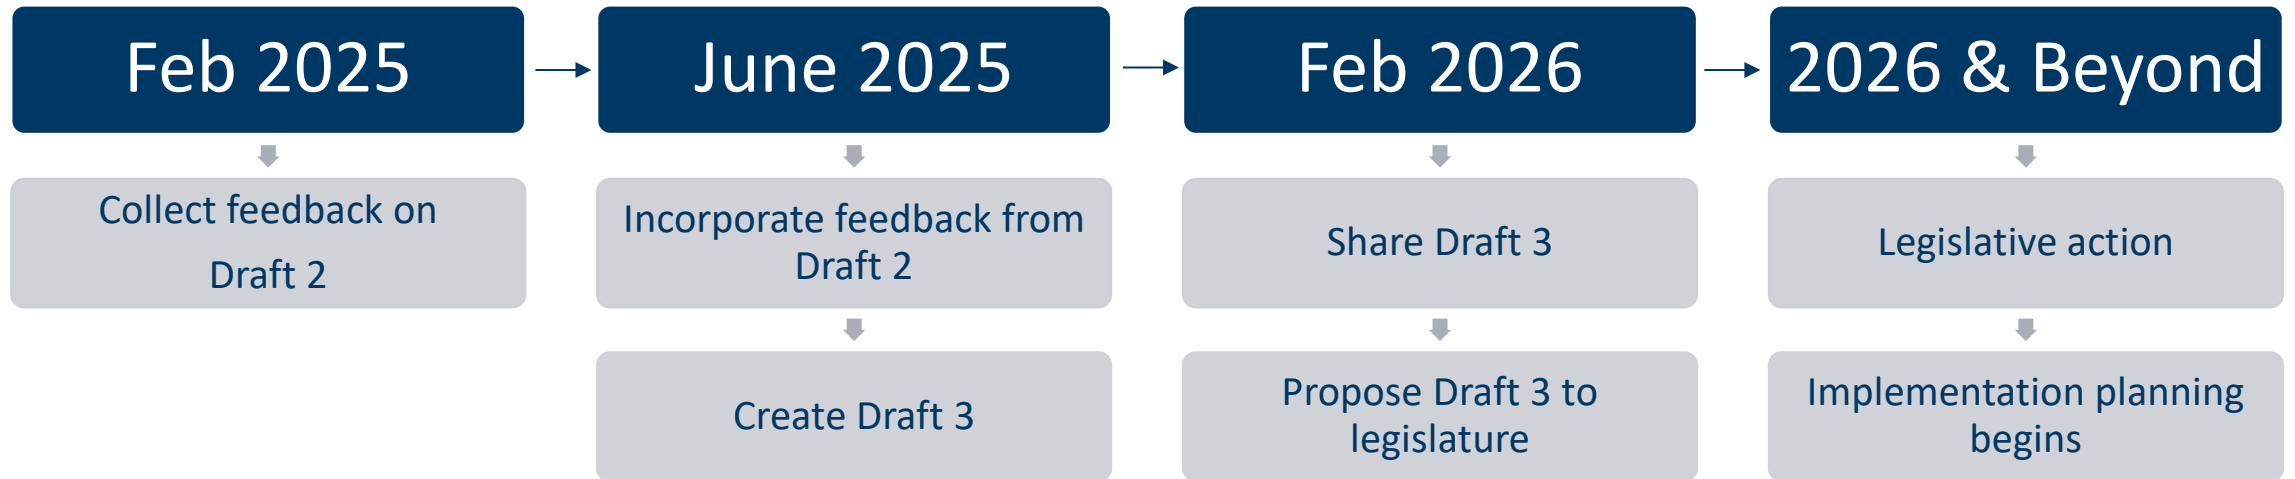 Feb 2025
Collect feedback on
Draft 2
June 2025
Incorporate feedback from
Draft 2
Create Draft 3
Feb 2026
Share Draft 3
Propose Draft 3 to
legislature
2026 & Beyond
Legislative action
Implementation planning
begins